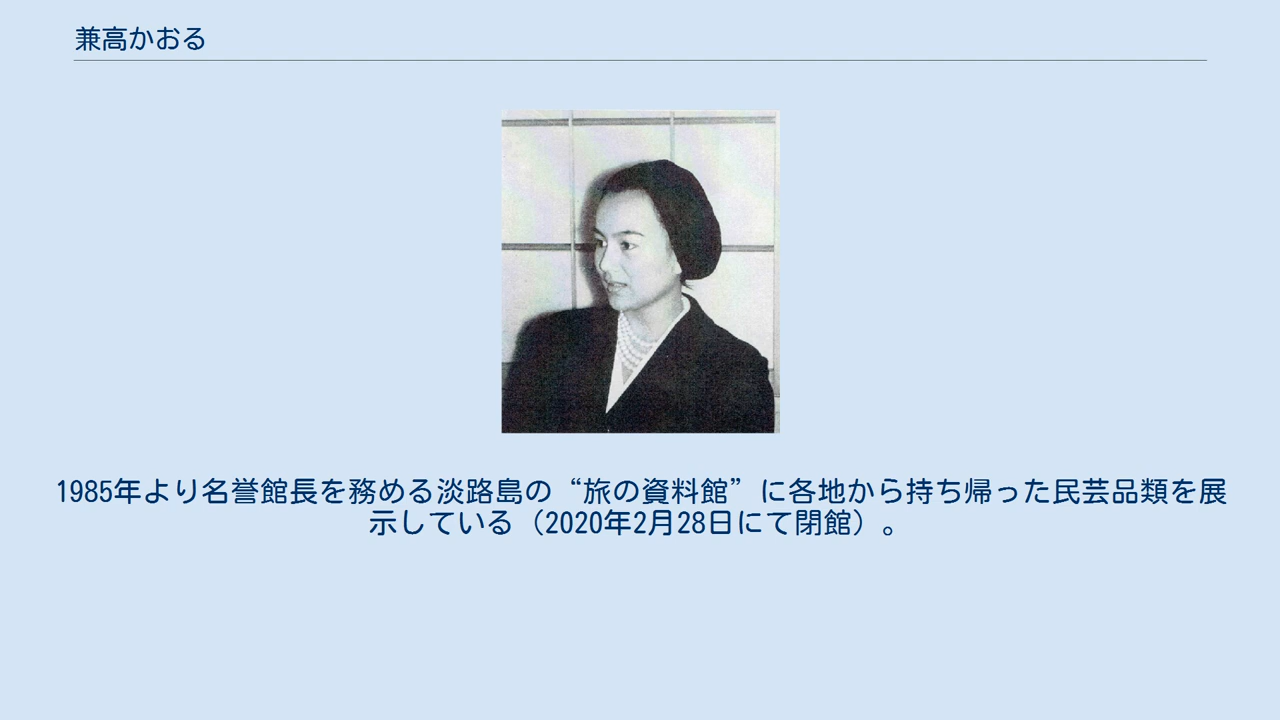 兼高かおる
1985年より名誉館長を務める淡路島の“旅の資料館”に各地から持ち帰った民芸品類を展
示している（2020年2月28日にて閉館）。